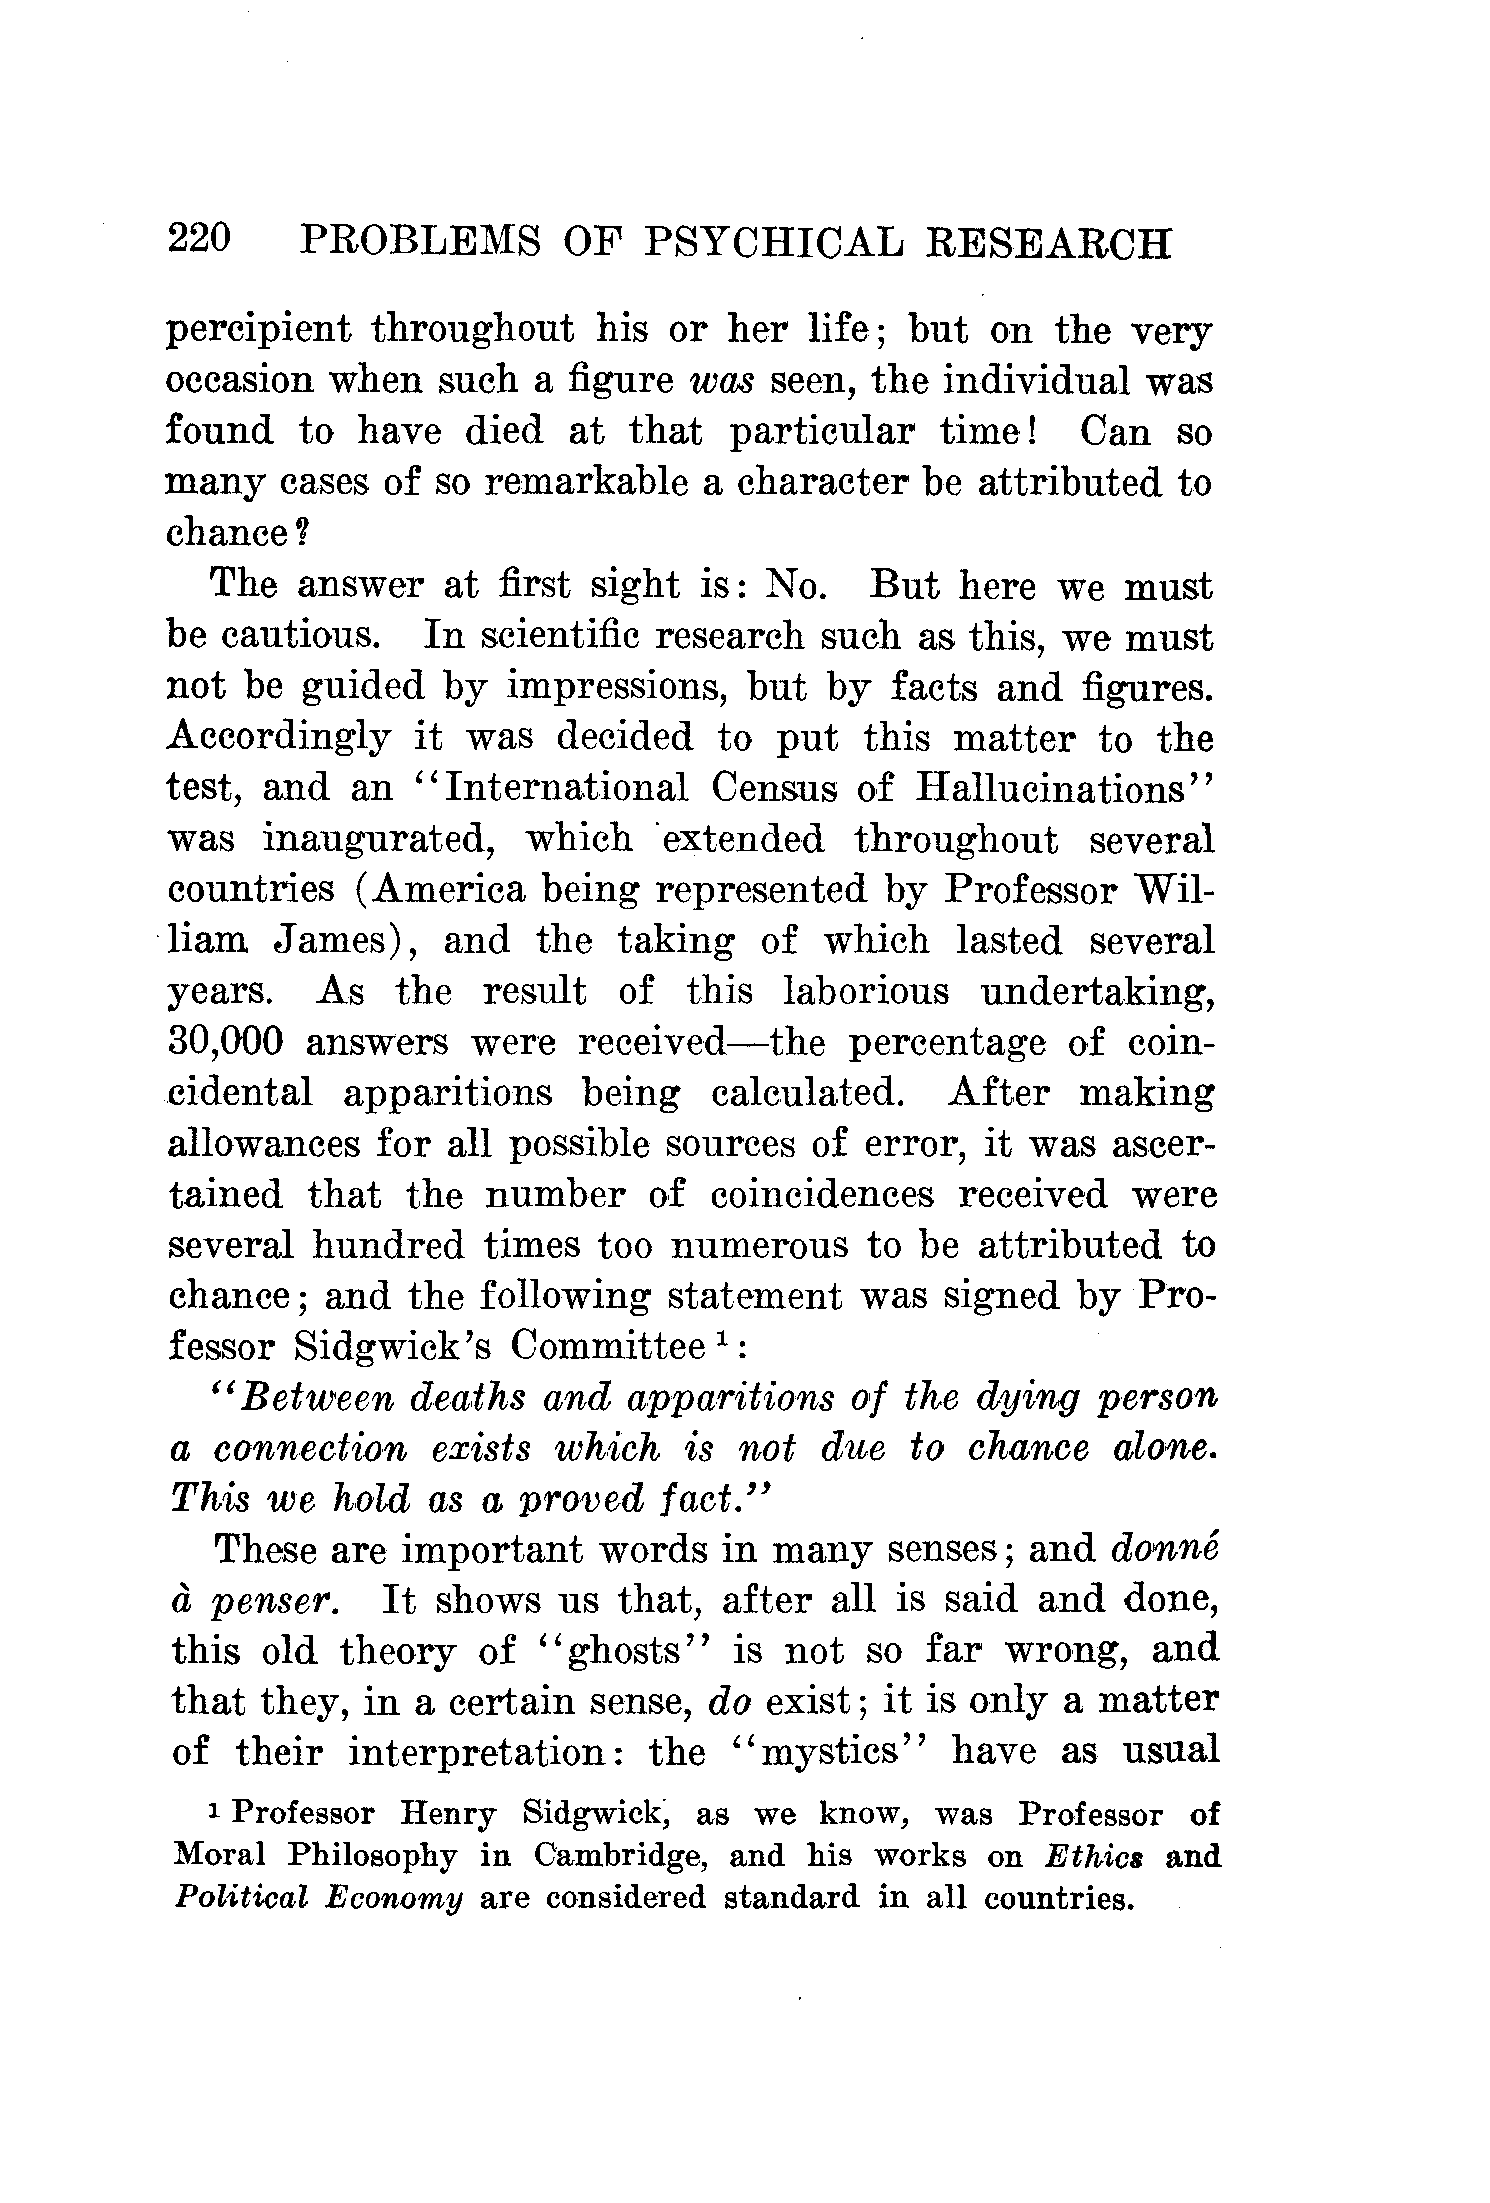 220 PROBLEMS OF PSYCHICAL RESEARCH
percipient throughout his or her life; but on the very
occasion when such a figure was seen, the individual was
found to have died at that particular time! Can so
many cases of so remarkable a character be attributed to
chance?
The answer at first sight is: No. But here we must
be cautious. In scientific research such as this, we must
not be guided by impressions, but by facts and figures.
Accordingly it was decided to put this matter to the
test, and an "International Census of Hallucinations"
was inaugurated, which extended throughout several
countries (America being represented by Professor Wil-
liam James), and the taking of which lasted several
years. As the result of this laborious undertaking,
30,000 answers were received—the percentage of coin-
cidental apparitions being calculated. After making
allowances for all possible sources of error, it was ascer-
tained that the number of coincidences received were
several hundred times too numerous to be attributed to
chance; and the following statement was signed by Pro-
fessor Sidgwick's Committee ¹:
"Between deaths and apparitions of the dying person
a connection exists which is not due to chance alone.
This we hold as a proved fact."
These are important words in many senses; and donné
à penser. It shows us that, after all is said and done,
this old theory of "ghosts" is not so far wrong, and
that they, in a certain sense, do exist; it is only a matter
of their interpretation: the "mystics" have as usual
¹ Professor Henry Sidgwick, as we know, was Professor of
Moral Philosophy in Cambridge, and his works on Ethics and
Political Economy are considered standard in all countries.